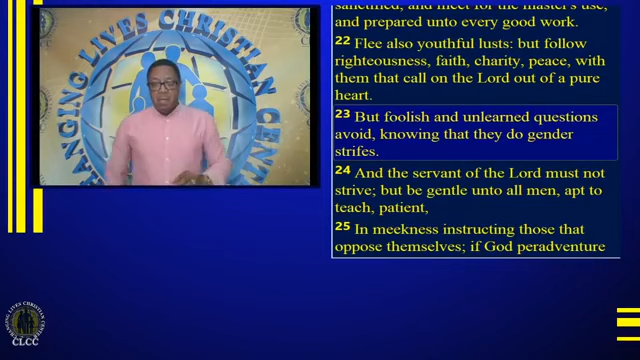 CHANGING LIVES CHRISTIAN CENT
sanctified, and meet for the master's use,
and prepared unto every good work.
22 Flee also youthful lusts: but follow
righteousness, faith, charity, peace, with
them that call on the Lord out of a pure
heart.
23 But foolish and unlearned questions
avoid, knowing that they do gender
strifes.
24 And the servant of the Lord must not
strive; but be gentle unto all men, apt to
teach, patient,
25 In meekness instructing those that
oppose themselves; if God peradventure
CHANGING LIVES CHRISTIAN CENTER
CLCC